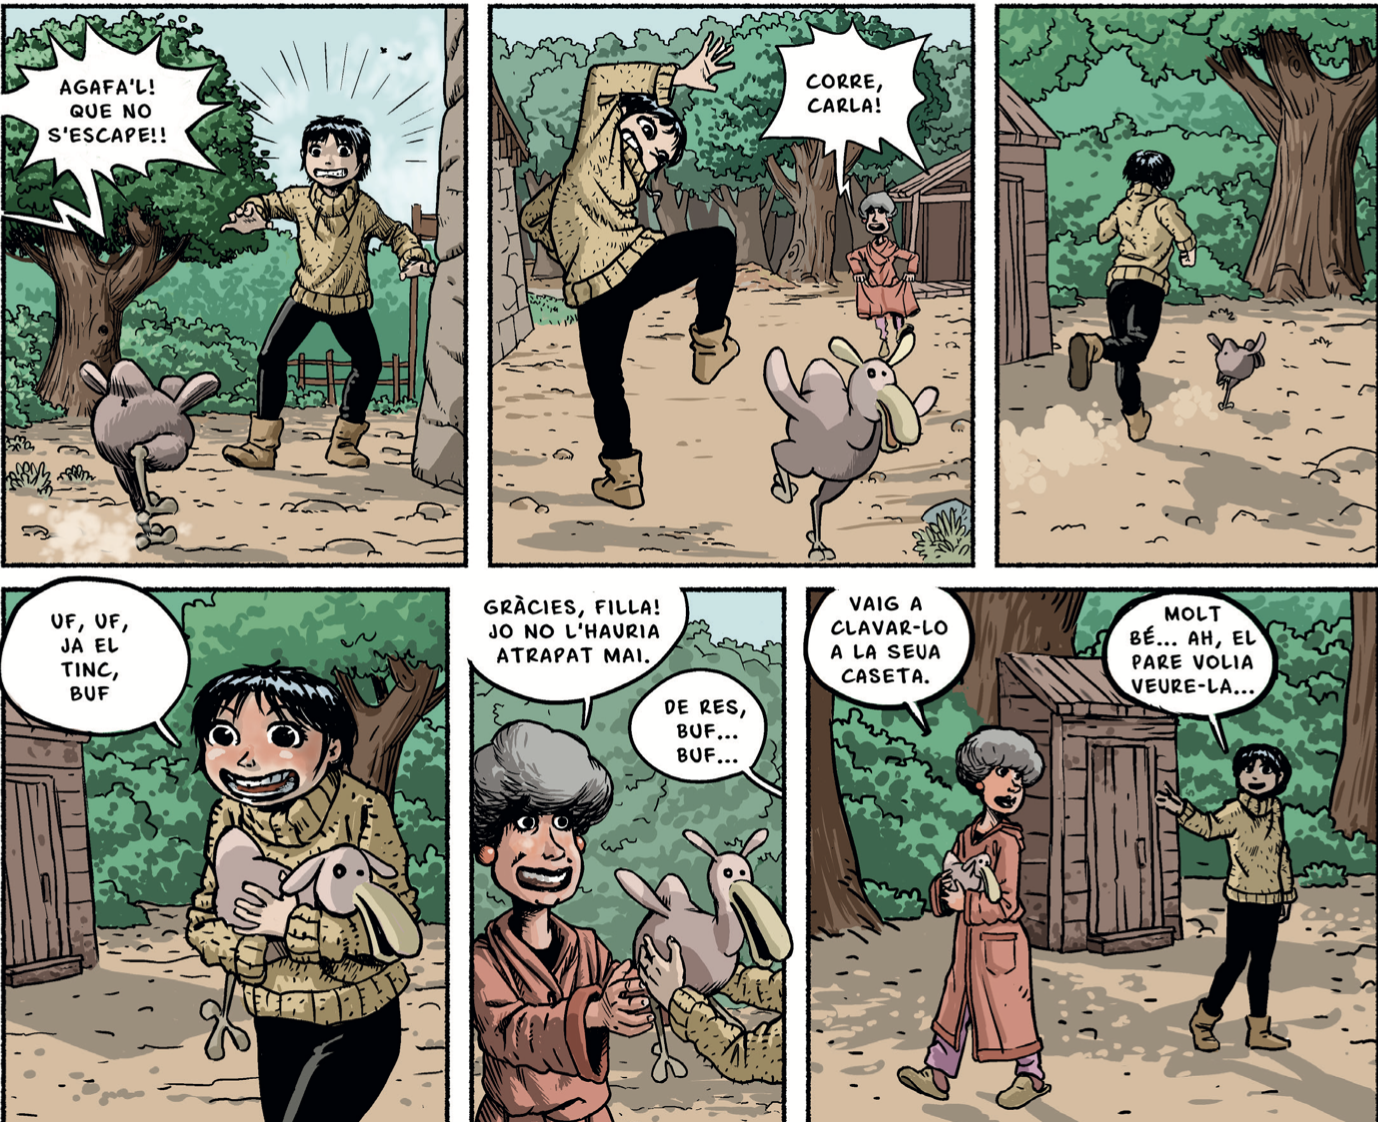 AGAFA'L!
QUE NO
S'ESCAPE!!
CORRE,
CARLA!
UF, UF,
JA EL
TINC,
BUF
GRÀCIES, FILLA!
JO NO L'HAURIA
ATRAPAT MAI.
DE RES,
BUF...
BUF...
VAIG A
CLAVAR-LO
A LA SEUA
CASETA.
MOLT
BÉ... AH, EL
PARE VOLIA
VEURE-LA...